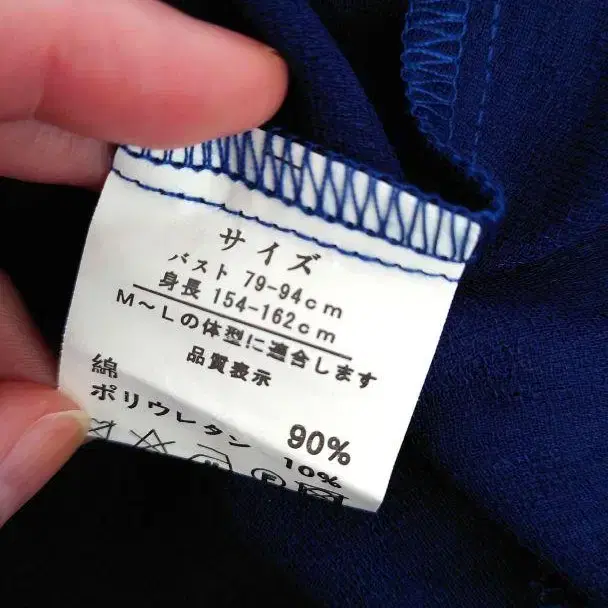 サイズ
バスト 79-94cm
身長 154-162cm
M～Lの体型に適合します
品質表示
綿 90%
ポリウレタン 10%